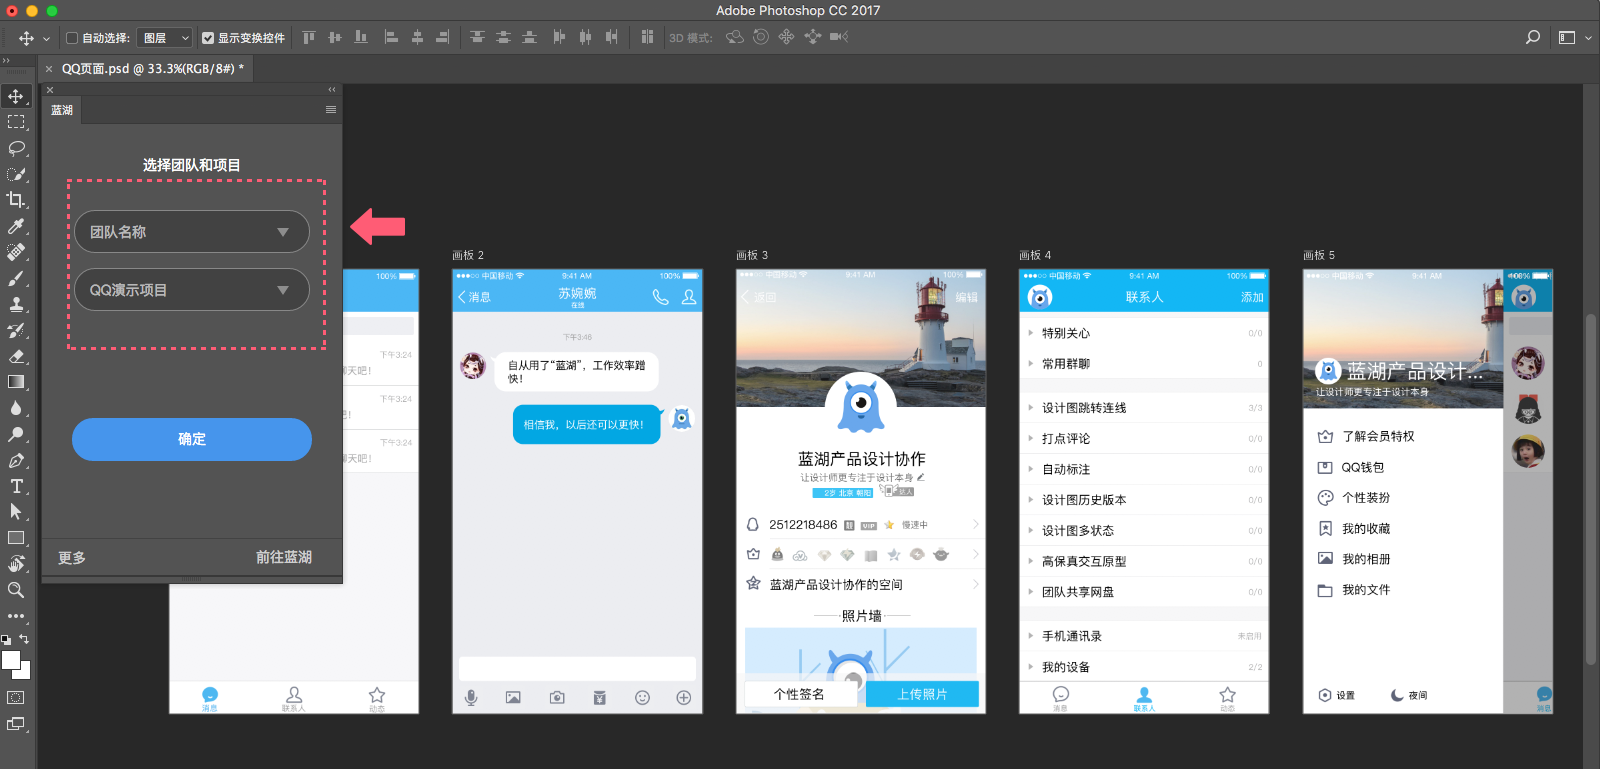 Adobe Photoshop CC 2017
自动选择:
图层
显示变换控件
3D 模式:
QQ页面.psd @ 33.3%(RGB/8#) *
蓝湖
选择团队和项目
团队名称
QQ演示项目
确定
更多
前往蓝湖
100%
下午3:24
聊天吧！
下午3:24
下午3:24
聊天吧！
消息
联系人
动态
画板 2
中国移动
9:41 AM
100%
消息
苏婉婉
在线
下午3:46
自从用了“蓝湖”，工作效率蹭
快！
相信我，以后还可以更快！
画板 3
中国移动
9:41 AM
100%
返回
编辑
蓝湖产品设计协作
让设计师更专注于设计本身
2岁 北京 朝阳
2512218486
VIP
慢速中
蓝湖产品设计协作的空间
照片墙
个性签名
上传照片
画板 4
中国移动
9:41 AM
100%
联系人
添加
特别关心
0/0
常用群聊
0
设计图跳转连线
3/3
打点评论
0/0
自动标注
0/0
设计图历史版本
0/0
设计图多状态
0/0
高保真交互原型
0/0
团队共享网盘
0/0
手机通讯录
未启用
我的设备
2/2
消息
联系人
动态
画板 5
中国移动
9:41 AM
蓝湖产品设计...
让设计师更专注于设计本身
了解会员特权
QQ钱包
个性装扮
我的收藏
我的相册
我的文件
设置
夜间
消息